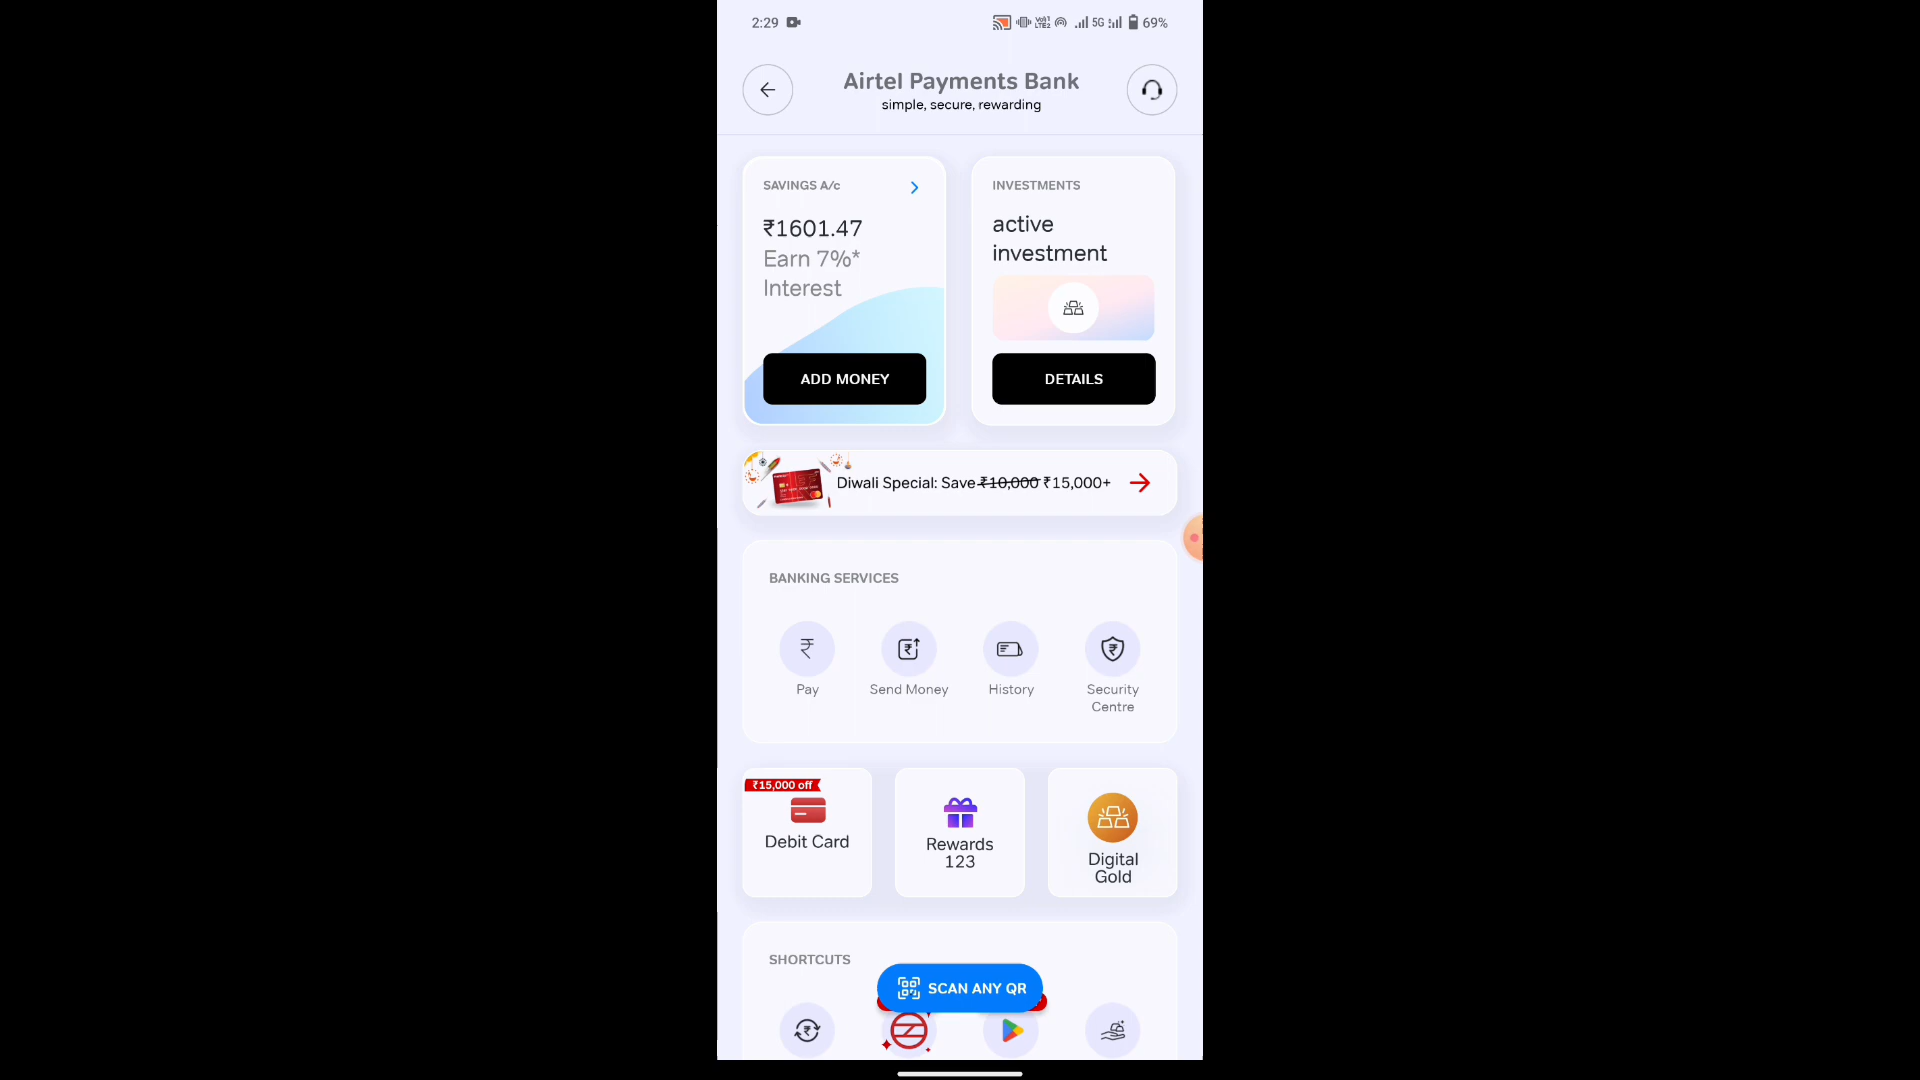 2:29
VoLTE2
5G
69%
Airtel Payments Bank
simple, secure, rewarding
SAVINGS A/c
₹1601.47
Earn 7%*
Interest
ADD MONEY
INVESTMENTS
active
investment
DETAILS
Diwali Special: Save ₹10,000 ₹15,000+
BANKING SERVICES
Pay
Send Money
History
Security
Centre
₹15,000 off
Debit Card
Rewards
123
Digital
Gold
SHORTCUTS
SCAN ANY QR